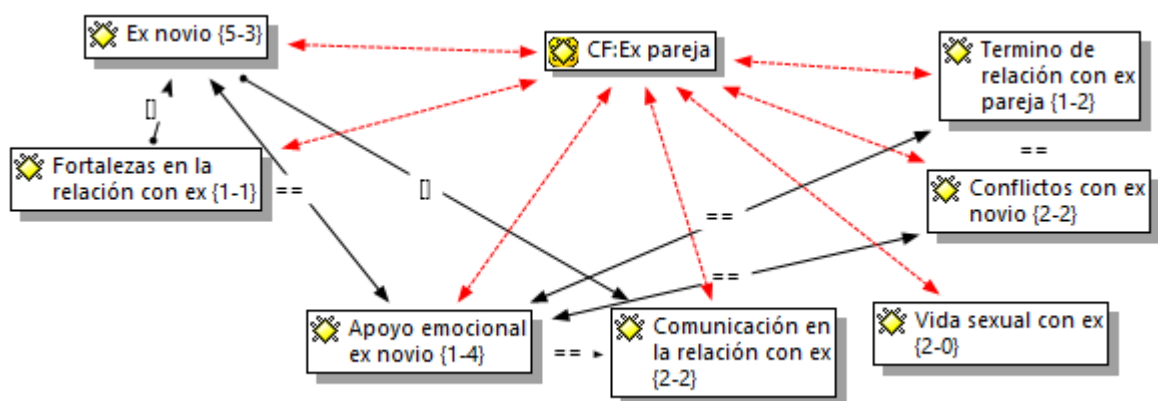 Ex novio {5-3}
CF:Ex pareja
Termino de
relación con ex
pareja {1-2}
[]
==
Fortalezas en la
relación con ex {1-1}
==
[]
Conflictos con ex
novio {2-2}
==
==
Apoyo emocional
ex novio {1-4}
==
Comunicación en
la relación con ex
{2-2}
Vida sexual con ex
{2-0}